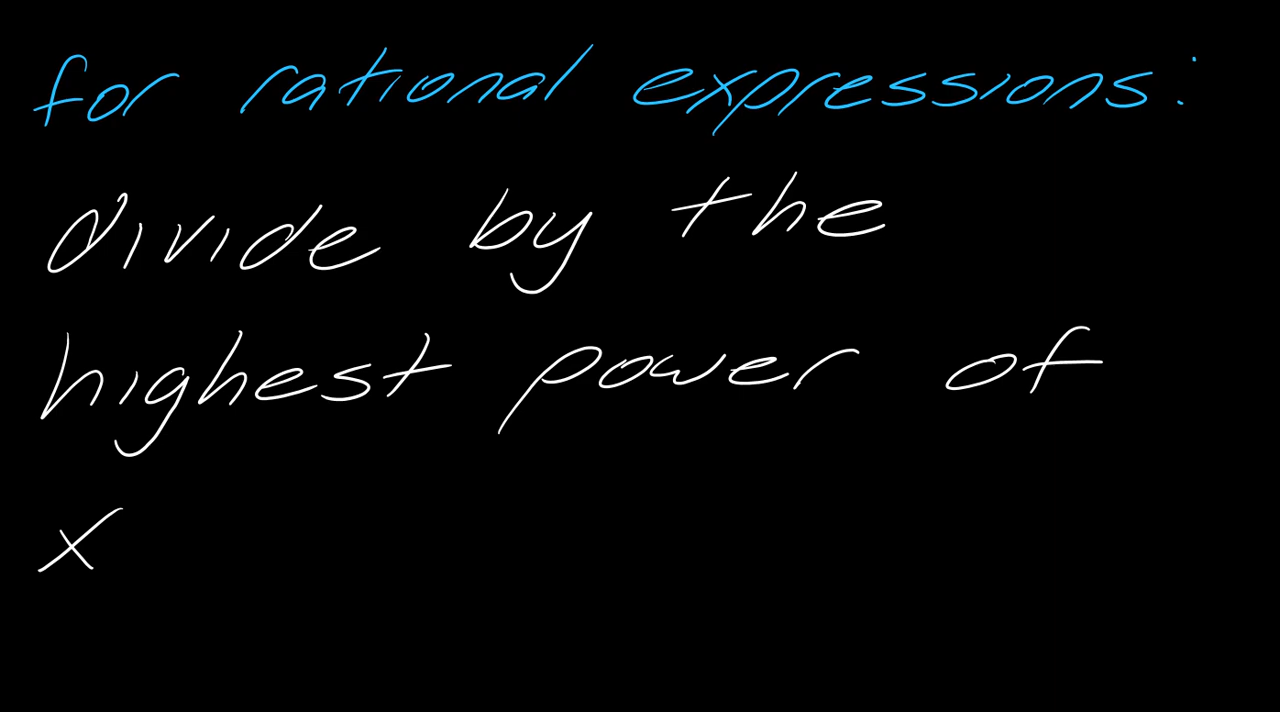 for rational expressions:
divide by the
highest power of
x